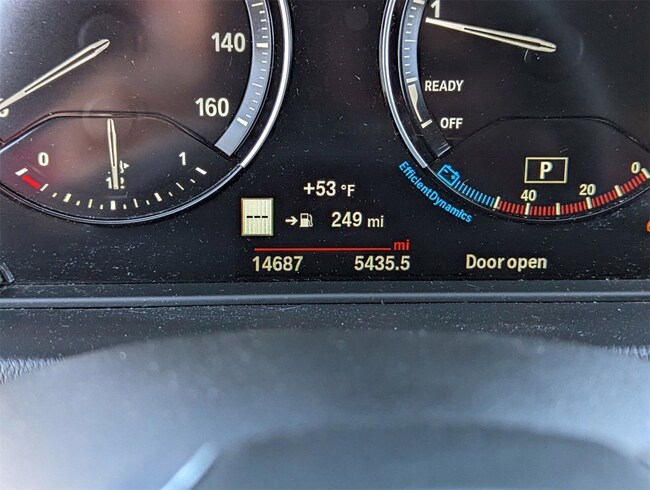 140
160
0
1
1
READY
OFF
EfficientDynamics
P
40
20
0
+53 °F
---
249 mi
mi
14687
5435.5
Door open